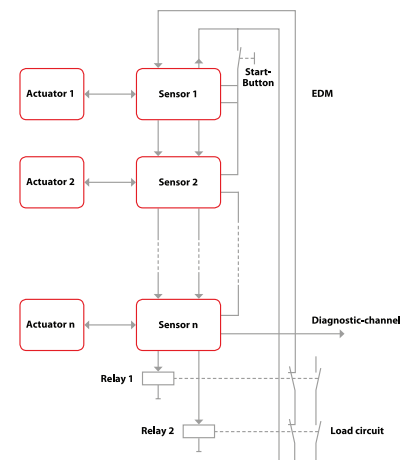 Start-
Button
Actuator 1
Sensor 1
EDM
Actuator 2
Sensor 2
Actuator n
Sensor n
Diagnostic-channel
Relay 1
Relay 2
Load circuit